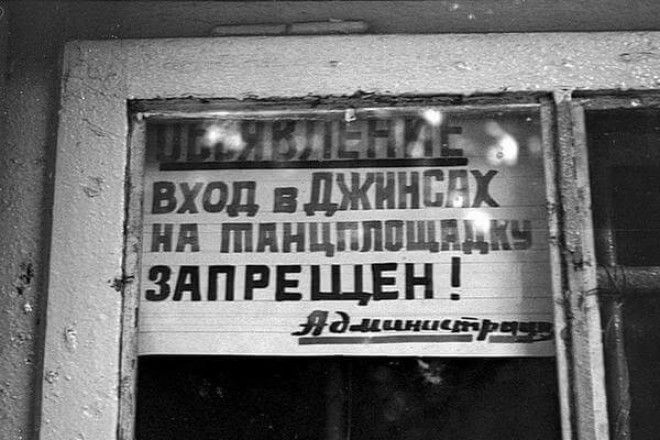 ОБЪЯВЛЕНИЕ
ВХОД в ДЖИНСАХ
НА ТАНЦПЛОЩАДКУ
ЗАПРЕЩЕН!
Администрац